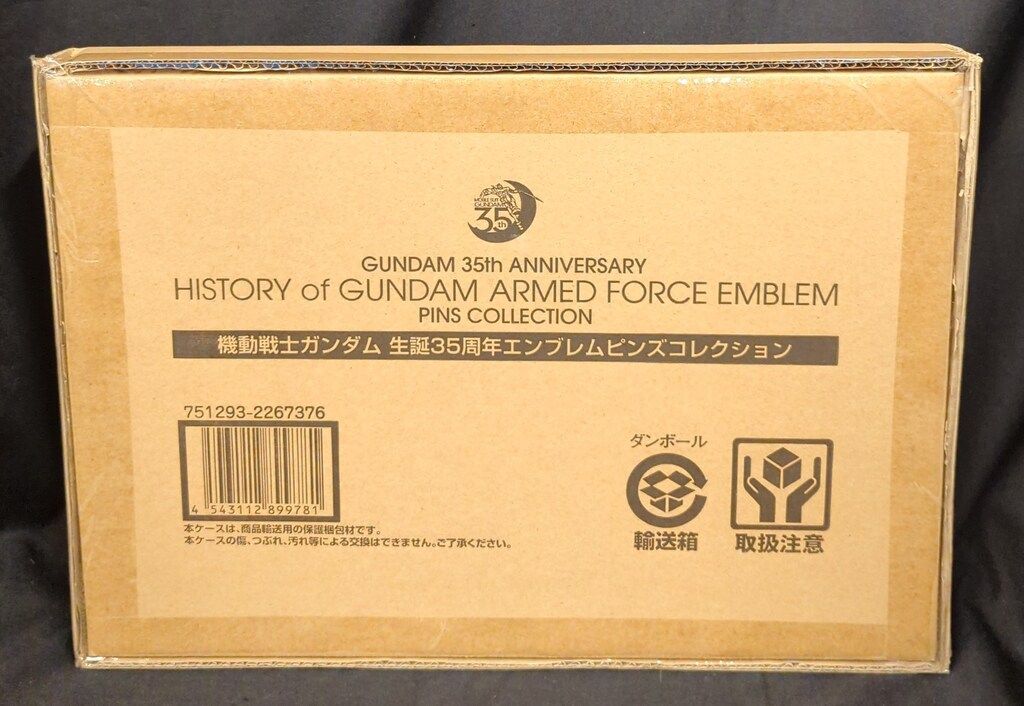 MOBILE SUIT
GUNDAM
35th
GUNDAM 35th ANNIVERSARY
HISTORY of GUNDAM ARMED FORCE EMBLEM
PINS COLLECTION
機動戦士ガンダム 生誕35周年エンブレムピンズコレクション
751293-2267376
4 543112 899781
本ケースは、商品輸送用の保護梱包材です。
本ケースの傷、つぶれ、汚れ等による交換はできません。ご了承ください。
ダンボール
輸送箱
取扱注意